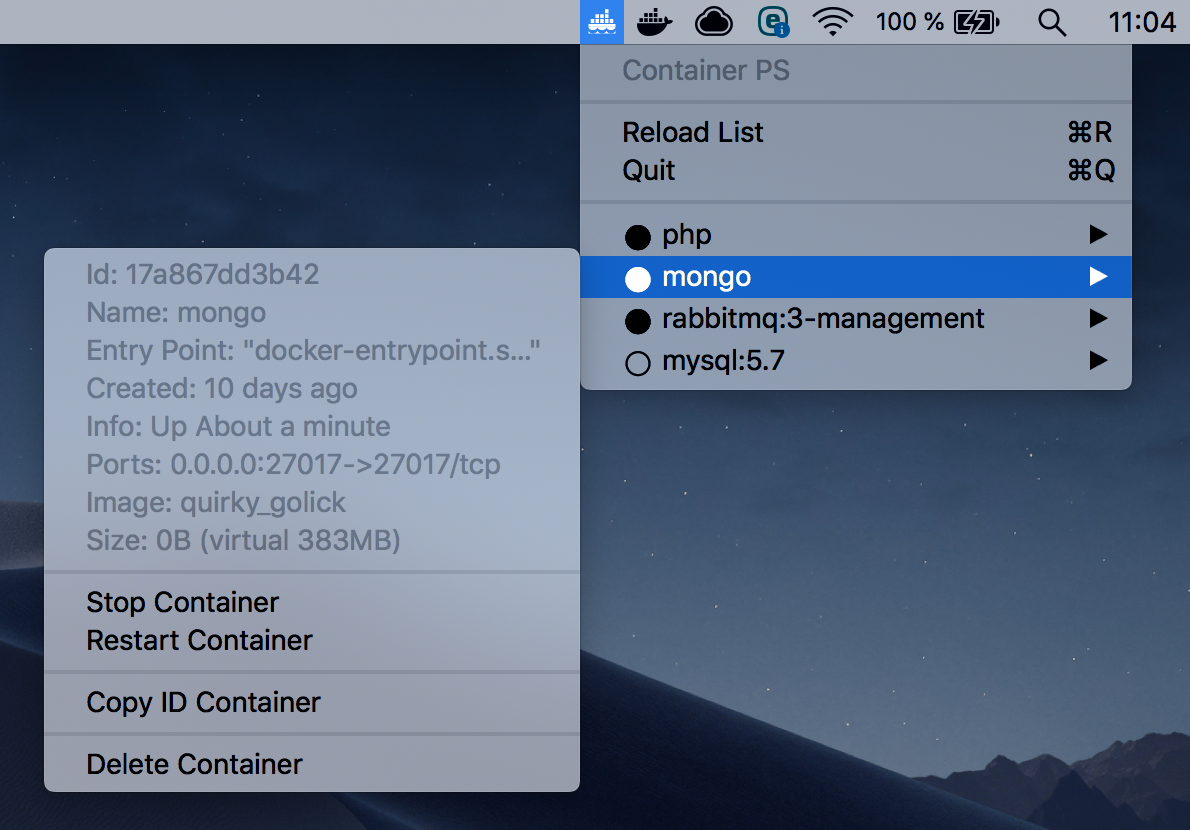 100 %
11:04
Container PS
Reload List ⌘R
Quit ⌘Q
php
mongo
rabbitmq:3-management
mysql:5.7
Id: 17a867dd3b42
Name: mongo
Entry Point: "docker-entrypoint.s..."
Created: 10 days ago
Info: Up About a minute
Ports: 0.0.0.0:27017->27017/tcp
Image: quirky_golick
Size: 0B (virtual 383MB)
Stop Container
Restart Container
Copy ID Container
Delete Container